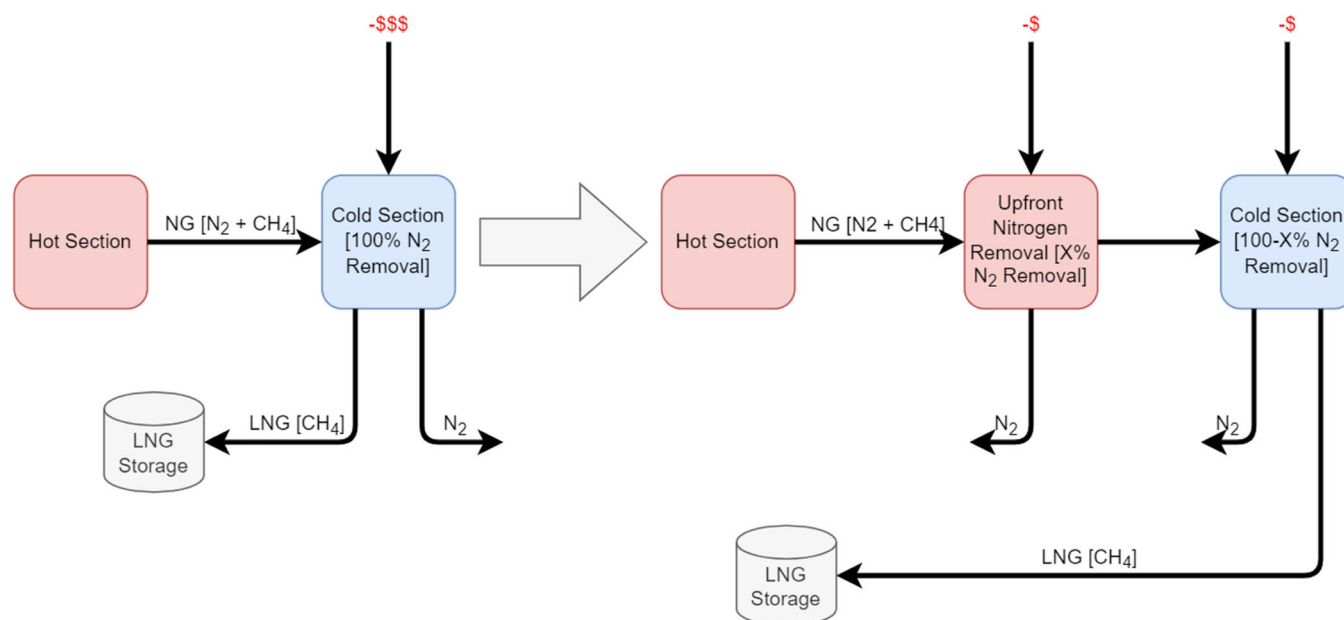 -$$$
Hot Section
NG [N₂ + CH₄]
Cold Section
[100% N₂
Removal]
LNG [CH₄]
N₂
LNG
Storage
-$
-$
Hot Section
NG [N2 + CH4]
Upfront
Nitrogen
Removal [X%
N₂ Removal]
Cold Section
[100-X% N₂
Removal]
N₂
N₂
LNG [CH₄]
LNG
Storage